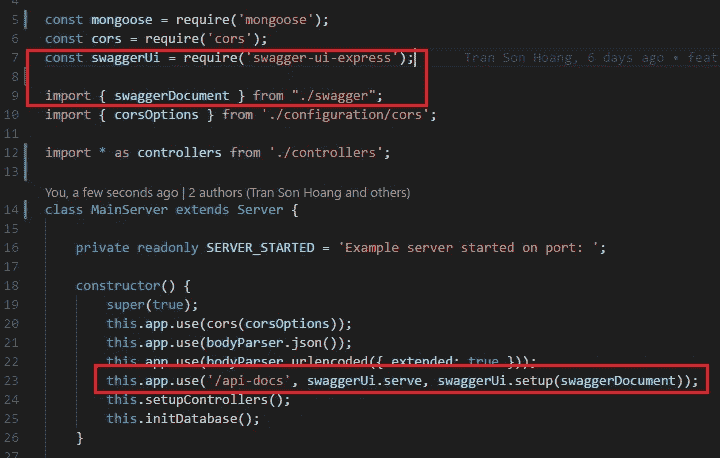 4
5 const mongoose = require('mongoose');
6 const cors = require('cors');
7 const swaggerUi = require('swagger-ui-express'); Tran Son Hoang, 6 days ago • feat
8
9 import { swaggerDocument } from "./swagger";
10 import { corsOptions } from './configuration/cors';
11
12 import * as controllers from './controllers';
13
You, a few seconds ago | 2 authors (Tran Son Hoang and others)
14 class MainServer extends Server {
15
16 private readonly SERVER_STARTED = 'Example server started on port: ';
17
18 constructor() {
19 super(true);
20 this.app.use(cors(corsOptions));
21 this.app.use(bodyParser.json());
22 this.app.use(bodyParser.urlencoded({ extended: true }));
23 this.app.use('/api-docs', swaggerUi.serve, swaggerUi.setup(swaggerDocument));
24 this.setupControllers();
25 this.initDatabase();
26 }
27